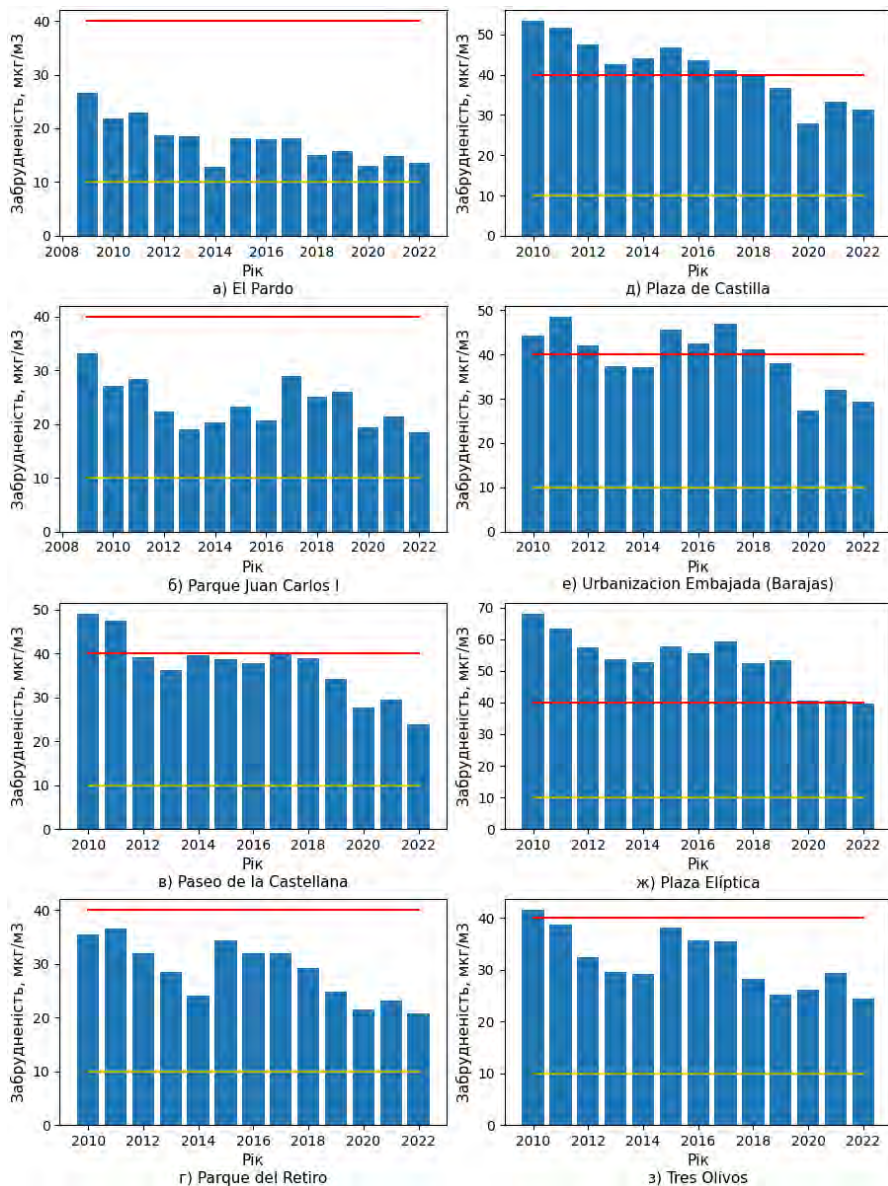 40
30
20
10
0
Забрудненість, мкг/м3
2008 2010 2012 2014 2016 2018 2020 2022
Рік
а) El Pardo
50
40
30
20
10
0
Забрудненість, мкг/м3
2010 2012 2014 2016 2018 2020 2022
Рік
д) Plaza de Castilla
40
30
20
10
0
Забрудненість, мкг/м3
2008 2010 2012 2014 2016 2018 2020 2022
Рік
б) Parque Juan Carlos I
50
40
30
20
10
0
Забрудненість, мкг/м3
2010 2012 2014 2016 2018 2020 2022
Рік
е) Urbanizacion Embajada (Barajas)
50
40
30
20
10
0
Забрудненість, мкг/м3
2010 2012 2014 2016 2018 2020 2022
Рік
в) Paseo de la Castellana
70
60
50
40
30
20
10
0
Забрудненість, мкг/м3
2010 2012 2014 2016 2018 2020 2022
Рік
ж) Plaza Elíptica
40
30
20
10
0
Забрудненість, мкг/м3
2010 2012 2014 2016 2018 2020 2022
Рік
г) Parque del Retiro
40
30
20
10
0
Забрудненість, мкг/м3
2010 2012 2014 2016 2018 2020 2022
Рік
з) Tres Olivos